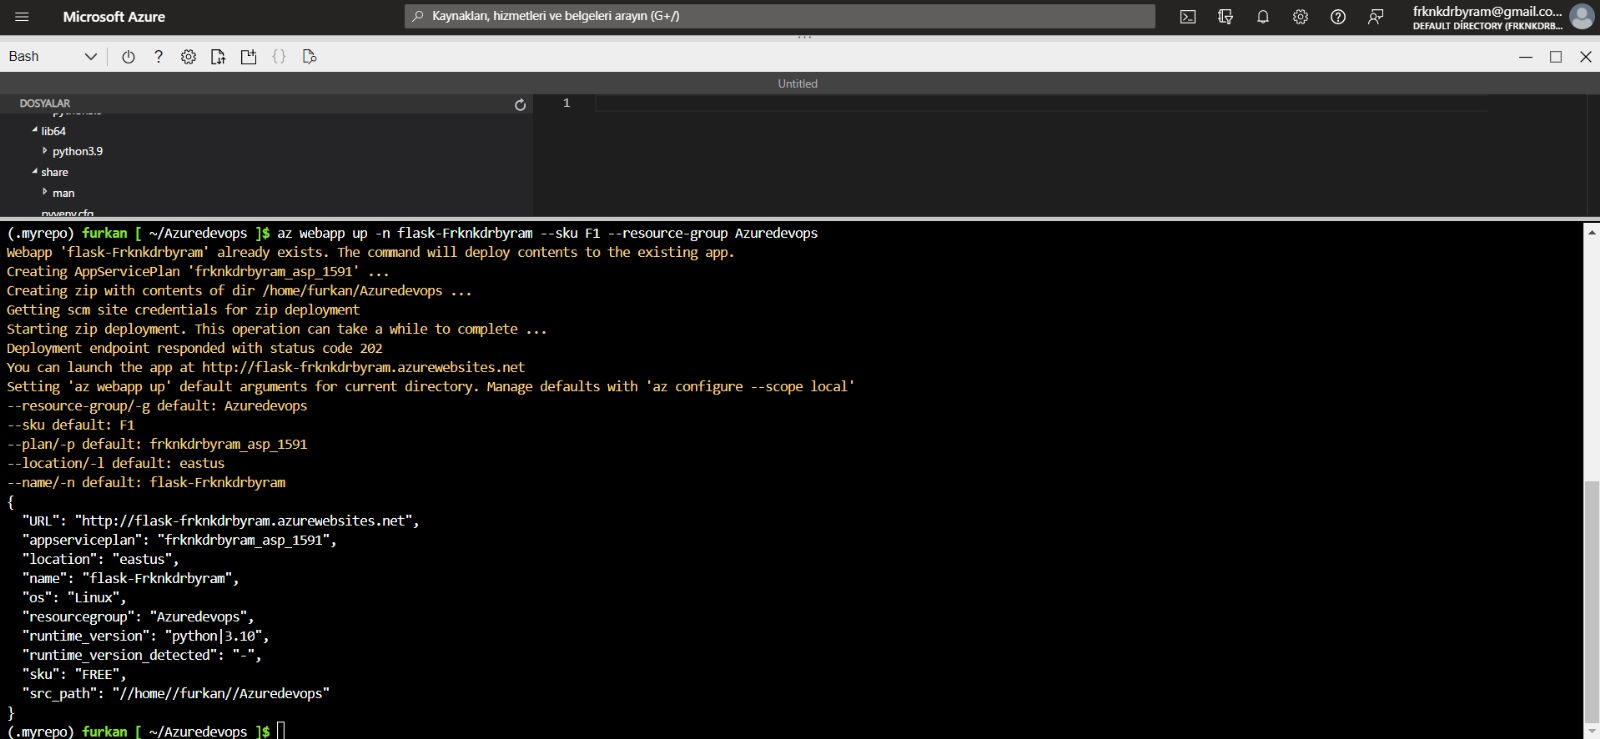 Microsoft Azure
Kaynakları, hizmetleri ve belgeleri arayın (G+/)
frknkdrbyram@gmail.co...
DEFAULT DİRECTORY (FRKNKDRB...
Bash
?
{}
Untitled
DOSYALAR
1
lib64
python3.9
share
man
pyvenv.cfg
(.myrepo) furkan [ ~/Azuredevops ]$ az webapp up -n flask-Frknkdrbyram --sku F1 --resource-group Azuredevops
Webapp 'flask-Frknkdrbyram' already exists. The command will deploy contents to the existing app.
Creating AppServicePlan 'frknkdrbyram_asp_1591' ...
Creating zip with contents of dir /home/furkan/Azuredevops ...
Getting scm site credentials for zip deployment
Starting zip deployment. This operation can take a while to complete ...
Deployment endpoint responded with status code 202
You can launch the app at http://flask-frknkdrbyram.azurewebsites.net
Setting 'az webapp up' default arguments for current directory. Manage defaults with 'az configure --scope local'
--resource-group/-g default: Azuredevops
--sku default: F1
--plan/-p default: frknkdrbyram_asp_1591
--location/-l default: eastus
--name/-n default: flask-Frknkdrbyram
{
"URL": "http://flask-frknkdrbyram.azurewebsites.net",
"appserviceplan": "frknkdrbyram_asp_1591",
"location": "eastus",
"name": "flask-Frknkdrbyram",
"os": "Linux",
"resourcegroup": "Azuredevops",
"runtime_version": "python|3.10",
"runtime_version_detected": "-",
"sku": "FREE",
"src_path": "//home//furkan//Azuredevops"
}
(.myrepo) furkan [ ~/Azuredevops ]$